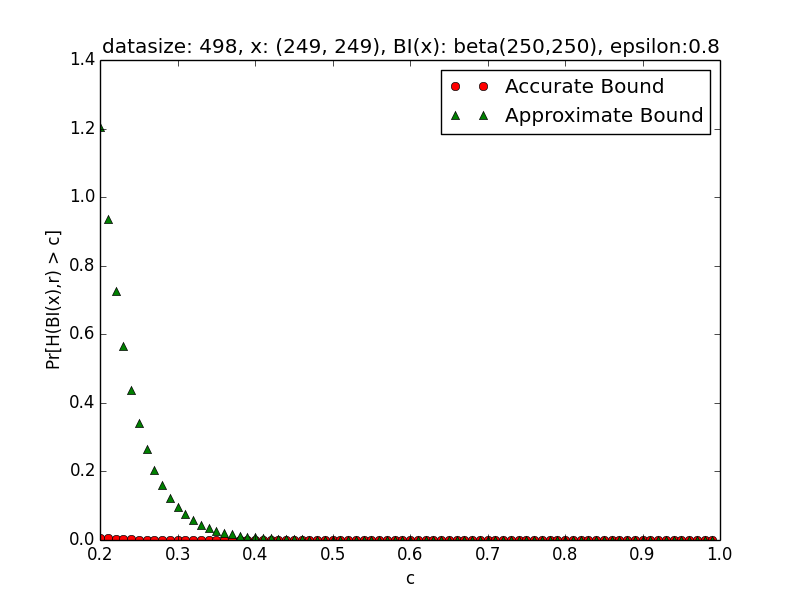 datasize: 498, x: (249, 249), BI(x): beta(250,250), epsilon:0.8
Accurate Bound
Approximate Bound
Pr[H(BI(x),r) > c]
1.4
1.2
1.0
0.8
0.6
0.4
0.2
0.0
0.2 0.3 0.4 0.5 0.6 0.7 0.8 0.9 1.0
c